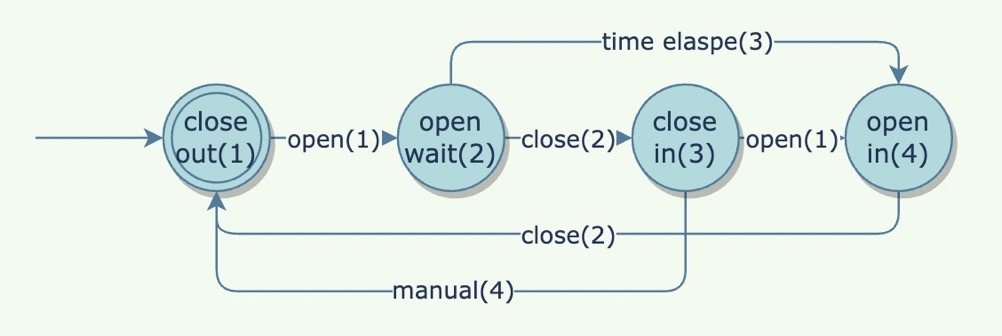 time elaspe(3)
close
out(1)
open(1)
open
wait(2)
close(2)
close
in(3)
open(1)
open
in(4)
close(2)
manual(4)